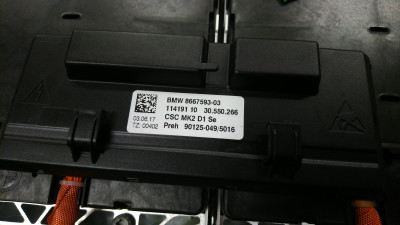 BMW 8667593-03
114191 10 30.550.266
CSC MK2 D1 Se
Preh 90125-049/5016
03.06.17
TZ: 00402